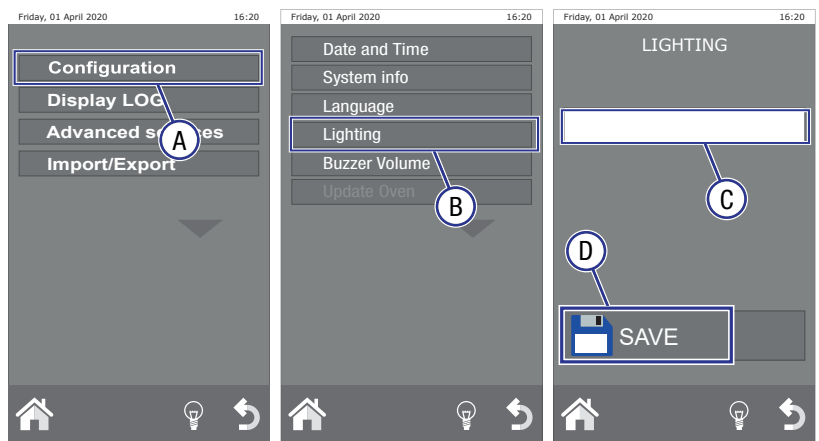 Friday, 01 April 2020 16:20
Configuration
Display LOG
Advanced
Import/Export
A
Friday, 01 April 2020 16:20
Date and Time
System info
Language
Lighting
Buzzer Volume
Update Oven
B
Friday, 01 April 2020 16:20
LIGHTING
C
D
SAVE